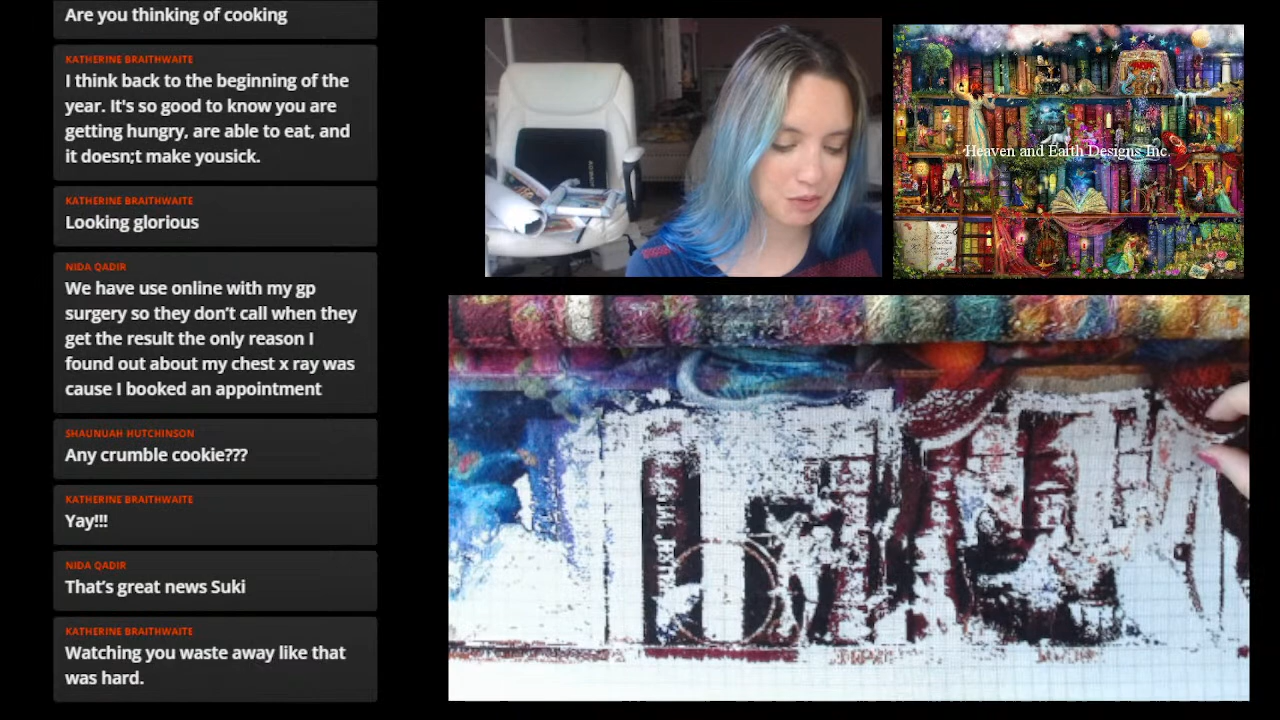 Are you thinking of cooking
KATHERINE BRAITHWAITE
I think back to the beginning of the
year. It's so good to know you are
getting hungry, are able to eat, and
it doesn;t make yousick.
KATHERINE BRAITHWAITE
Looking glorious
NIDA QADIR
We have use online with my gp
surgery so they don’t call when they
get the result the only reason I
found out about my chest x ray was
cause I booked an appointment
SHAUNUAH HUTCHINSON
Any crumble cookie???
KATHERINE BRAITHWAITE
Yay!!!
NIDA QADIR
That’s great news Suki
KATHERINE BRAITHWAITE
Watching you waste away like that
was hard.
Heaven and Eaith Designs Inc